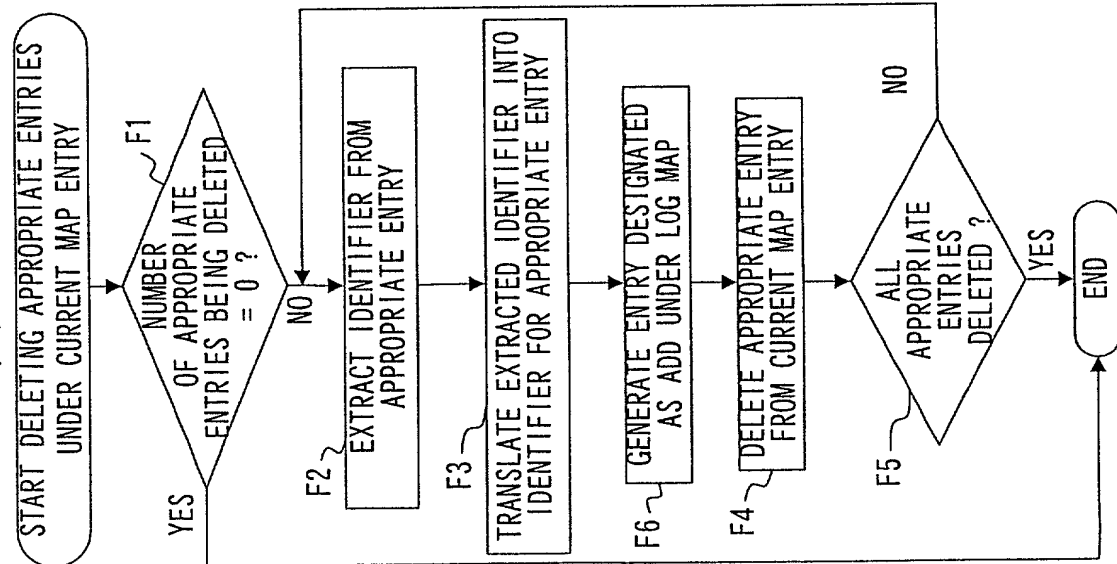 START DELETING APPROPRIATE ENTRIES
UNDER CURRENT MAP ENTRY
F1
NUMBER
OF APPROPRIATE
ENTRIES BEING DELETED
= 0 ?
YES
NO
F2
EXTRACT IDENTIFIER FROM
APPROPRIATE ENTRY
F3
TRANSLATE EXTRACTED IDENTIFIER INTO
IDENTIFIER FOR APPROPRIATE ENTRY
F6
GENERATE ENTRY DESIGNATED
AS ADD UNDER LOG MAP
F4
DELETE APPROPRIATE ENTRY
FROM CURRENT MAP ENTRY
F5
ALL
APPROPRIATE
ENTRIES
DELETED ?
NO
YES
END